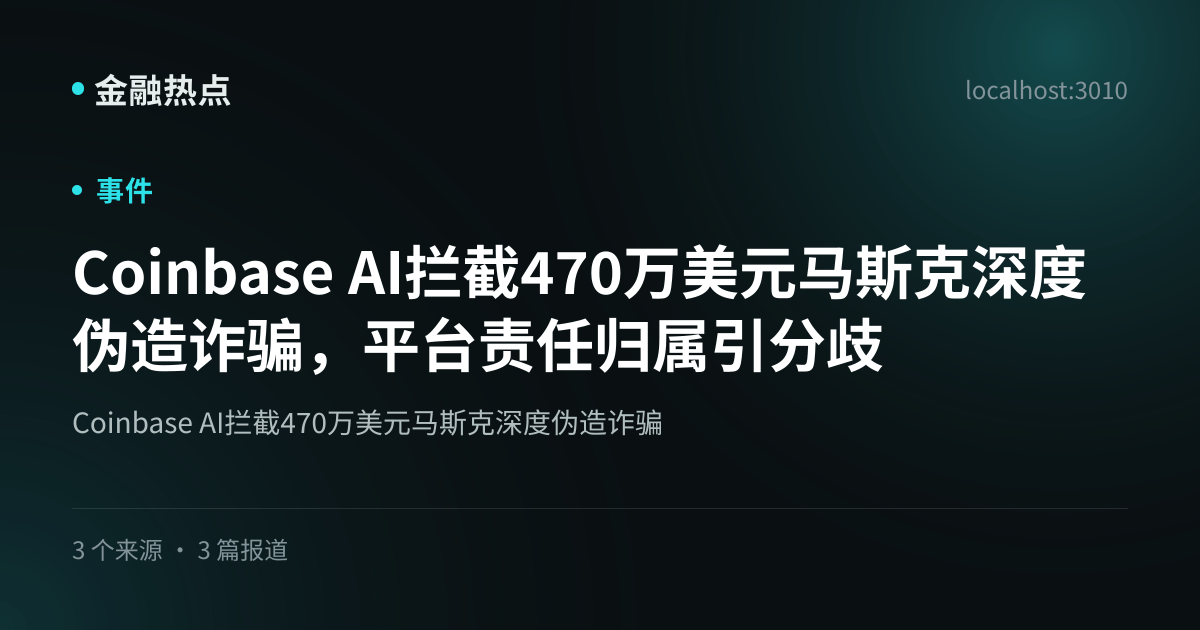 金融热点
localhost:3010
事件
Coinbase AI拦截470万美元马斯克深度
伪造诈骗，平台责任归属引分歧
Coinbase AI拦截470万美元马斯克深度伪造诈骗
3 个来源 · 3 篇报道